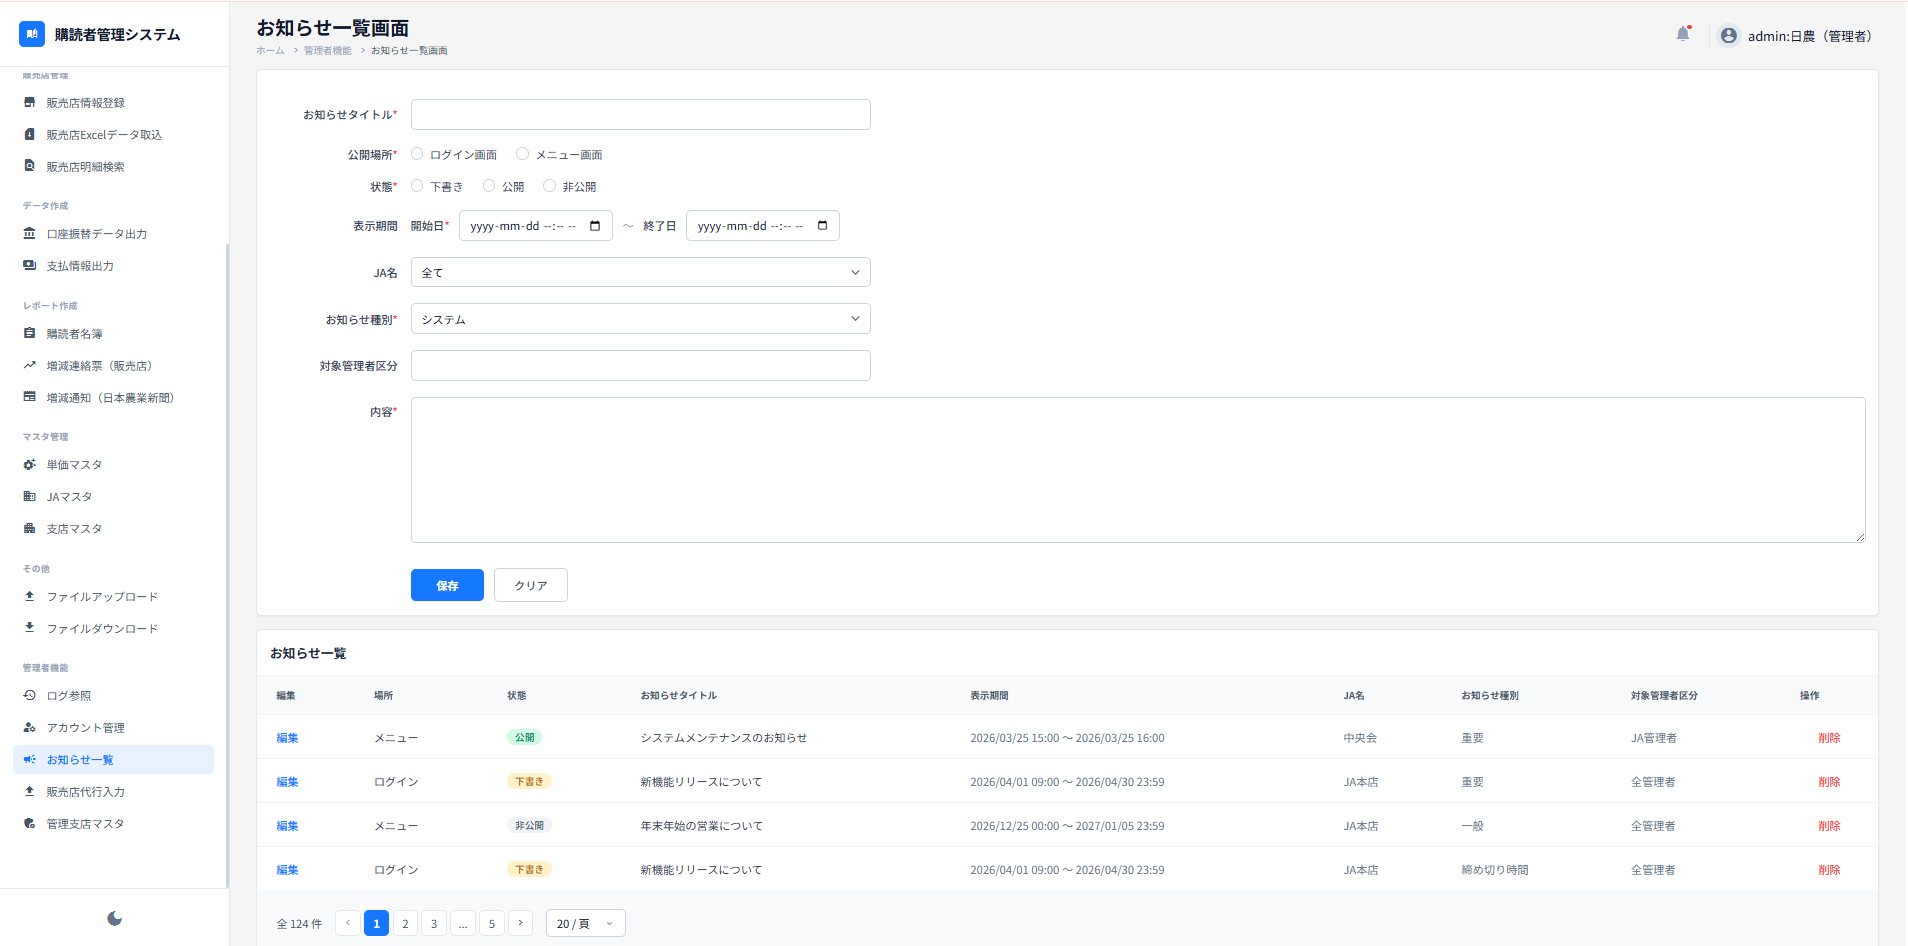 購読者管理システム
販売店管理
販売店情報登録
販売店Excelデータ取込
販売店明細検索
データ作成
口座振替データ出力
支払情報出力
レポート作成
購読者名簿
増減連絡票（販売店）
増減通知（日本農業新聞）
マスタ管理
単価マスタ
JAマスタ
支店マスタ
その他
ファイルアップロード
ファイルダウンロード
管理者機能
ログ参照
アカウント管理
お知らせ一覧
販売店代行入力
管理支店マスタ
お知らせ一覧画面
ホーム > 管理者機能 > お知らせ一覧画面
admin:日農（管理者）
お知らせタイトル*
公開場所* ログイン画面 メニュー画面
状態* 下書き 公開 非公開
表示期間 開始日* yyyy-mm-dd --:-- -- ～ 終了日 yyyy-mm-dd --:-- --
JA名 全て
お知らせ種別* システム
対象管理者区分
内容*
保存 クリア
お知らせ一覧
編集 場所 状態 お知らせタイトル 表示期間 JA名 お知らせ種別 対象管理者区分 操作
編集 メニュー 公開 システムメンテナンスのお知らせ 2026/03/25 15:00 ～ 2026/03/25 16:00 中央会 重要 JA管理者 削除
編集 ログイン 下書き 新機能リリースについて 2026/04/01 09:00 ～ 2026/04/30 23:59 JA本店 重要 全管理者 削除
編集 メニュー 非公開 年末年始の営業について 2026/12/25 00:00 ～ 2027/01/05 23:59 JA本店 一般 全管理者 削除
編集 ログイン 下書き 新機能リリースについて 2026/04/01 09:00 ～ 2026/04/30 23:59 JA本店 締め切り時間 全管理者 削除
全 124 件 < 1 2 3 ... 5 > 20 / 頁